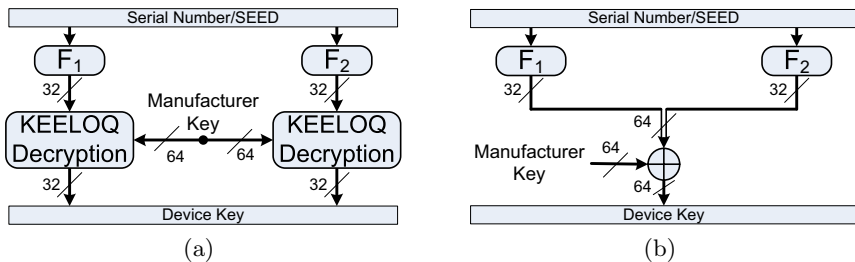 Serial Number/SEED
F1
F2
32
32
KEELOQ
Decryption
Manufacturer
Key
64
64
KEELOQ
Decryption
32
32
Device Key
(a)
Serial Number/SEED
F1
F2
32
32
64
Manufacturer
Key
64
64
Device Key
(b)